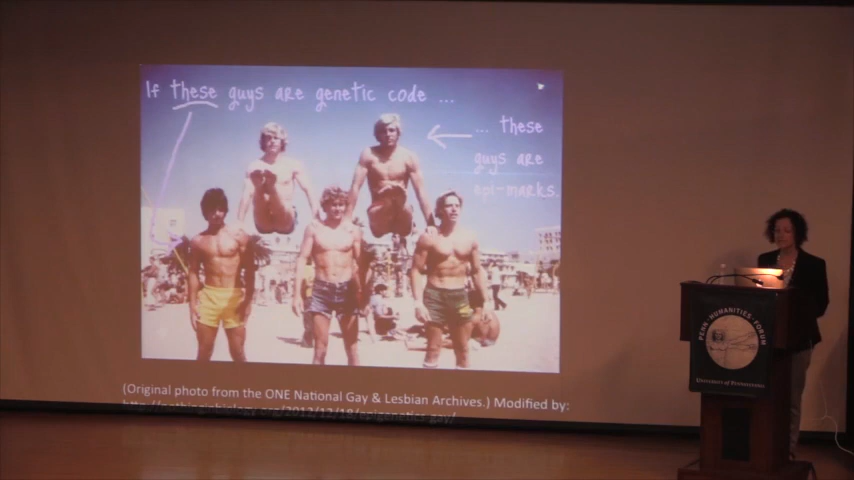 If these guys are genetic code ...
... these
guys are
epi-marks.
(Original photo from the ONE National Gay & Lesbian Archives.) Modified by:
PENN·HUMANITIES·FORUM
UNIVERSITY of PENNSYLVANIA